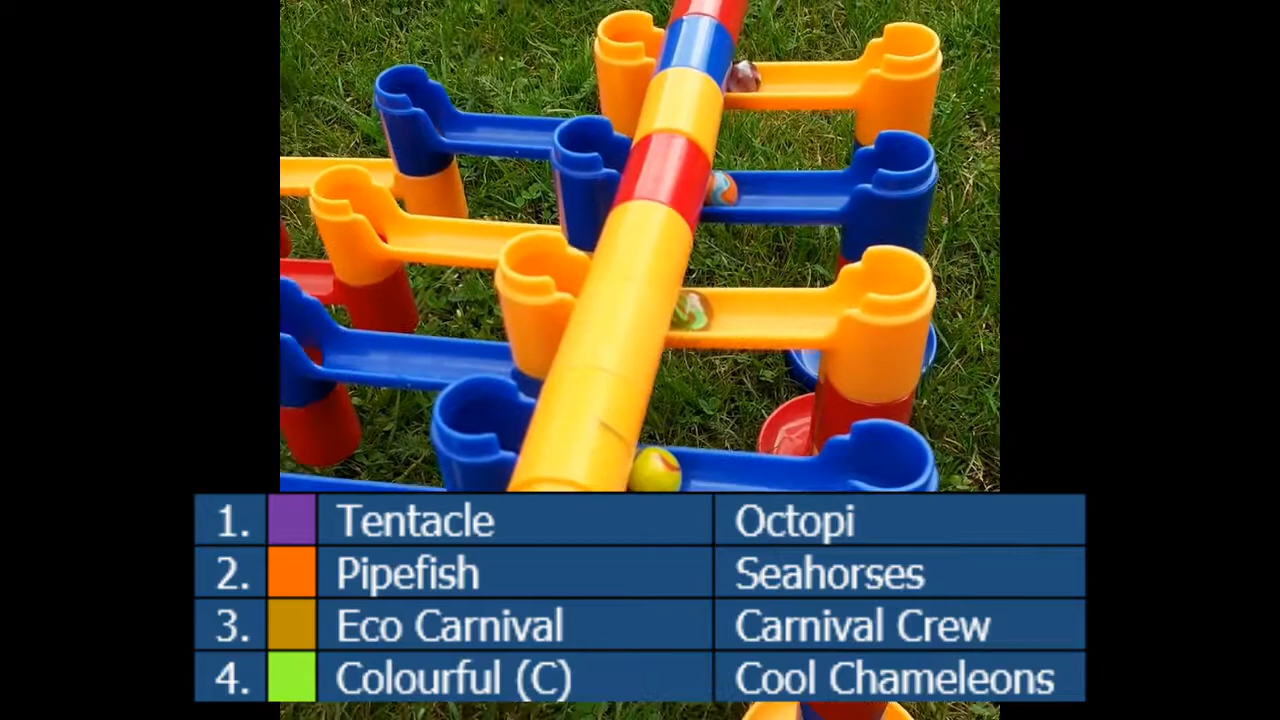 1. Tentacle Octopi
2. Pipefish Seahorses
3. Eco Carnival Carnival Crew
4. Colourful (C) Cool Chameleons